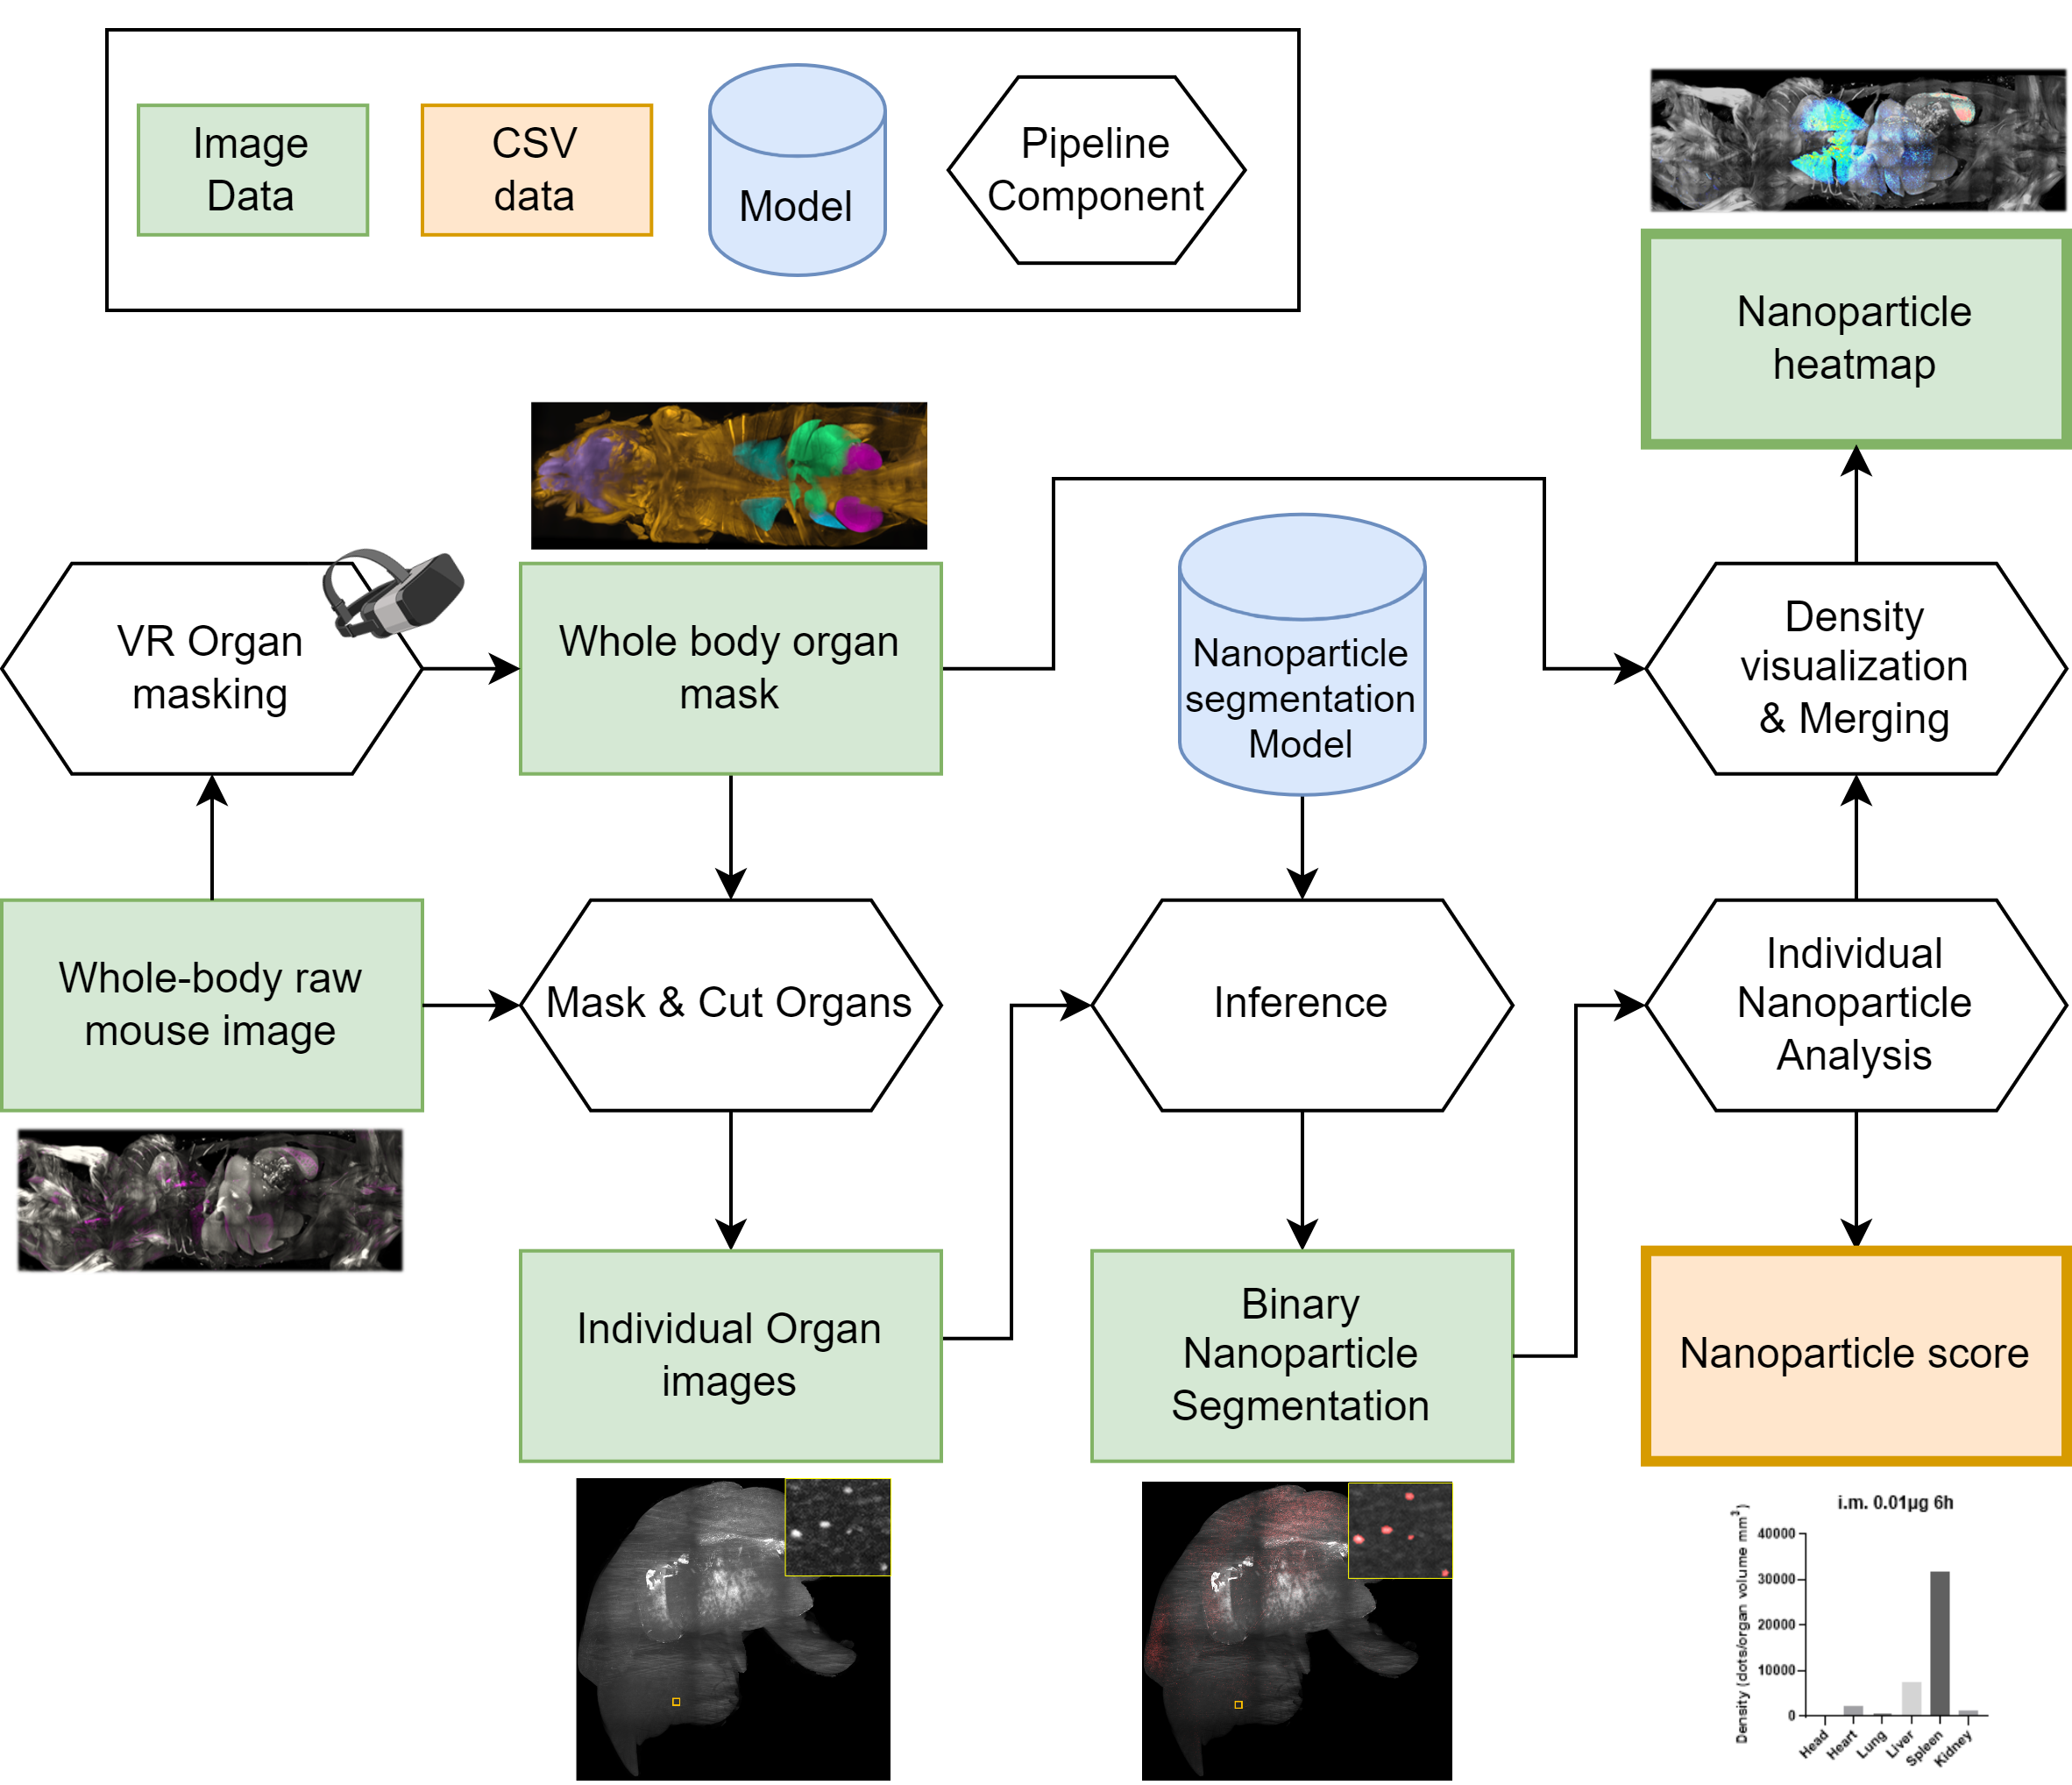 Image
Data
CSV
data
Model
Pipeline
Component
Nanoparticle
heatmap
VR Organ
masking
Whole body organ
mask
Nanoparticle
segmentation
Model
Density
visualization
& Merging
Whole-body raw
mouse image
Mask & Cut Organs
Inference
Individual
Nanoparticle
Analysis
Individual Organ
images
Binary
Nanoparticle
Segmentation
Nanoparticle score
i.m. 0.01µg 6h
Density (dots/organ volume mm³)
40000
30000
20000
10000
0
Head
Heart
Lung
Liver
Spleen
Kidney